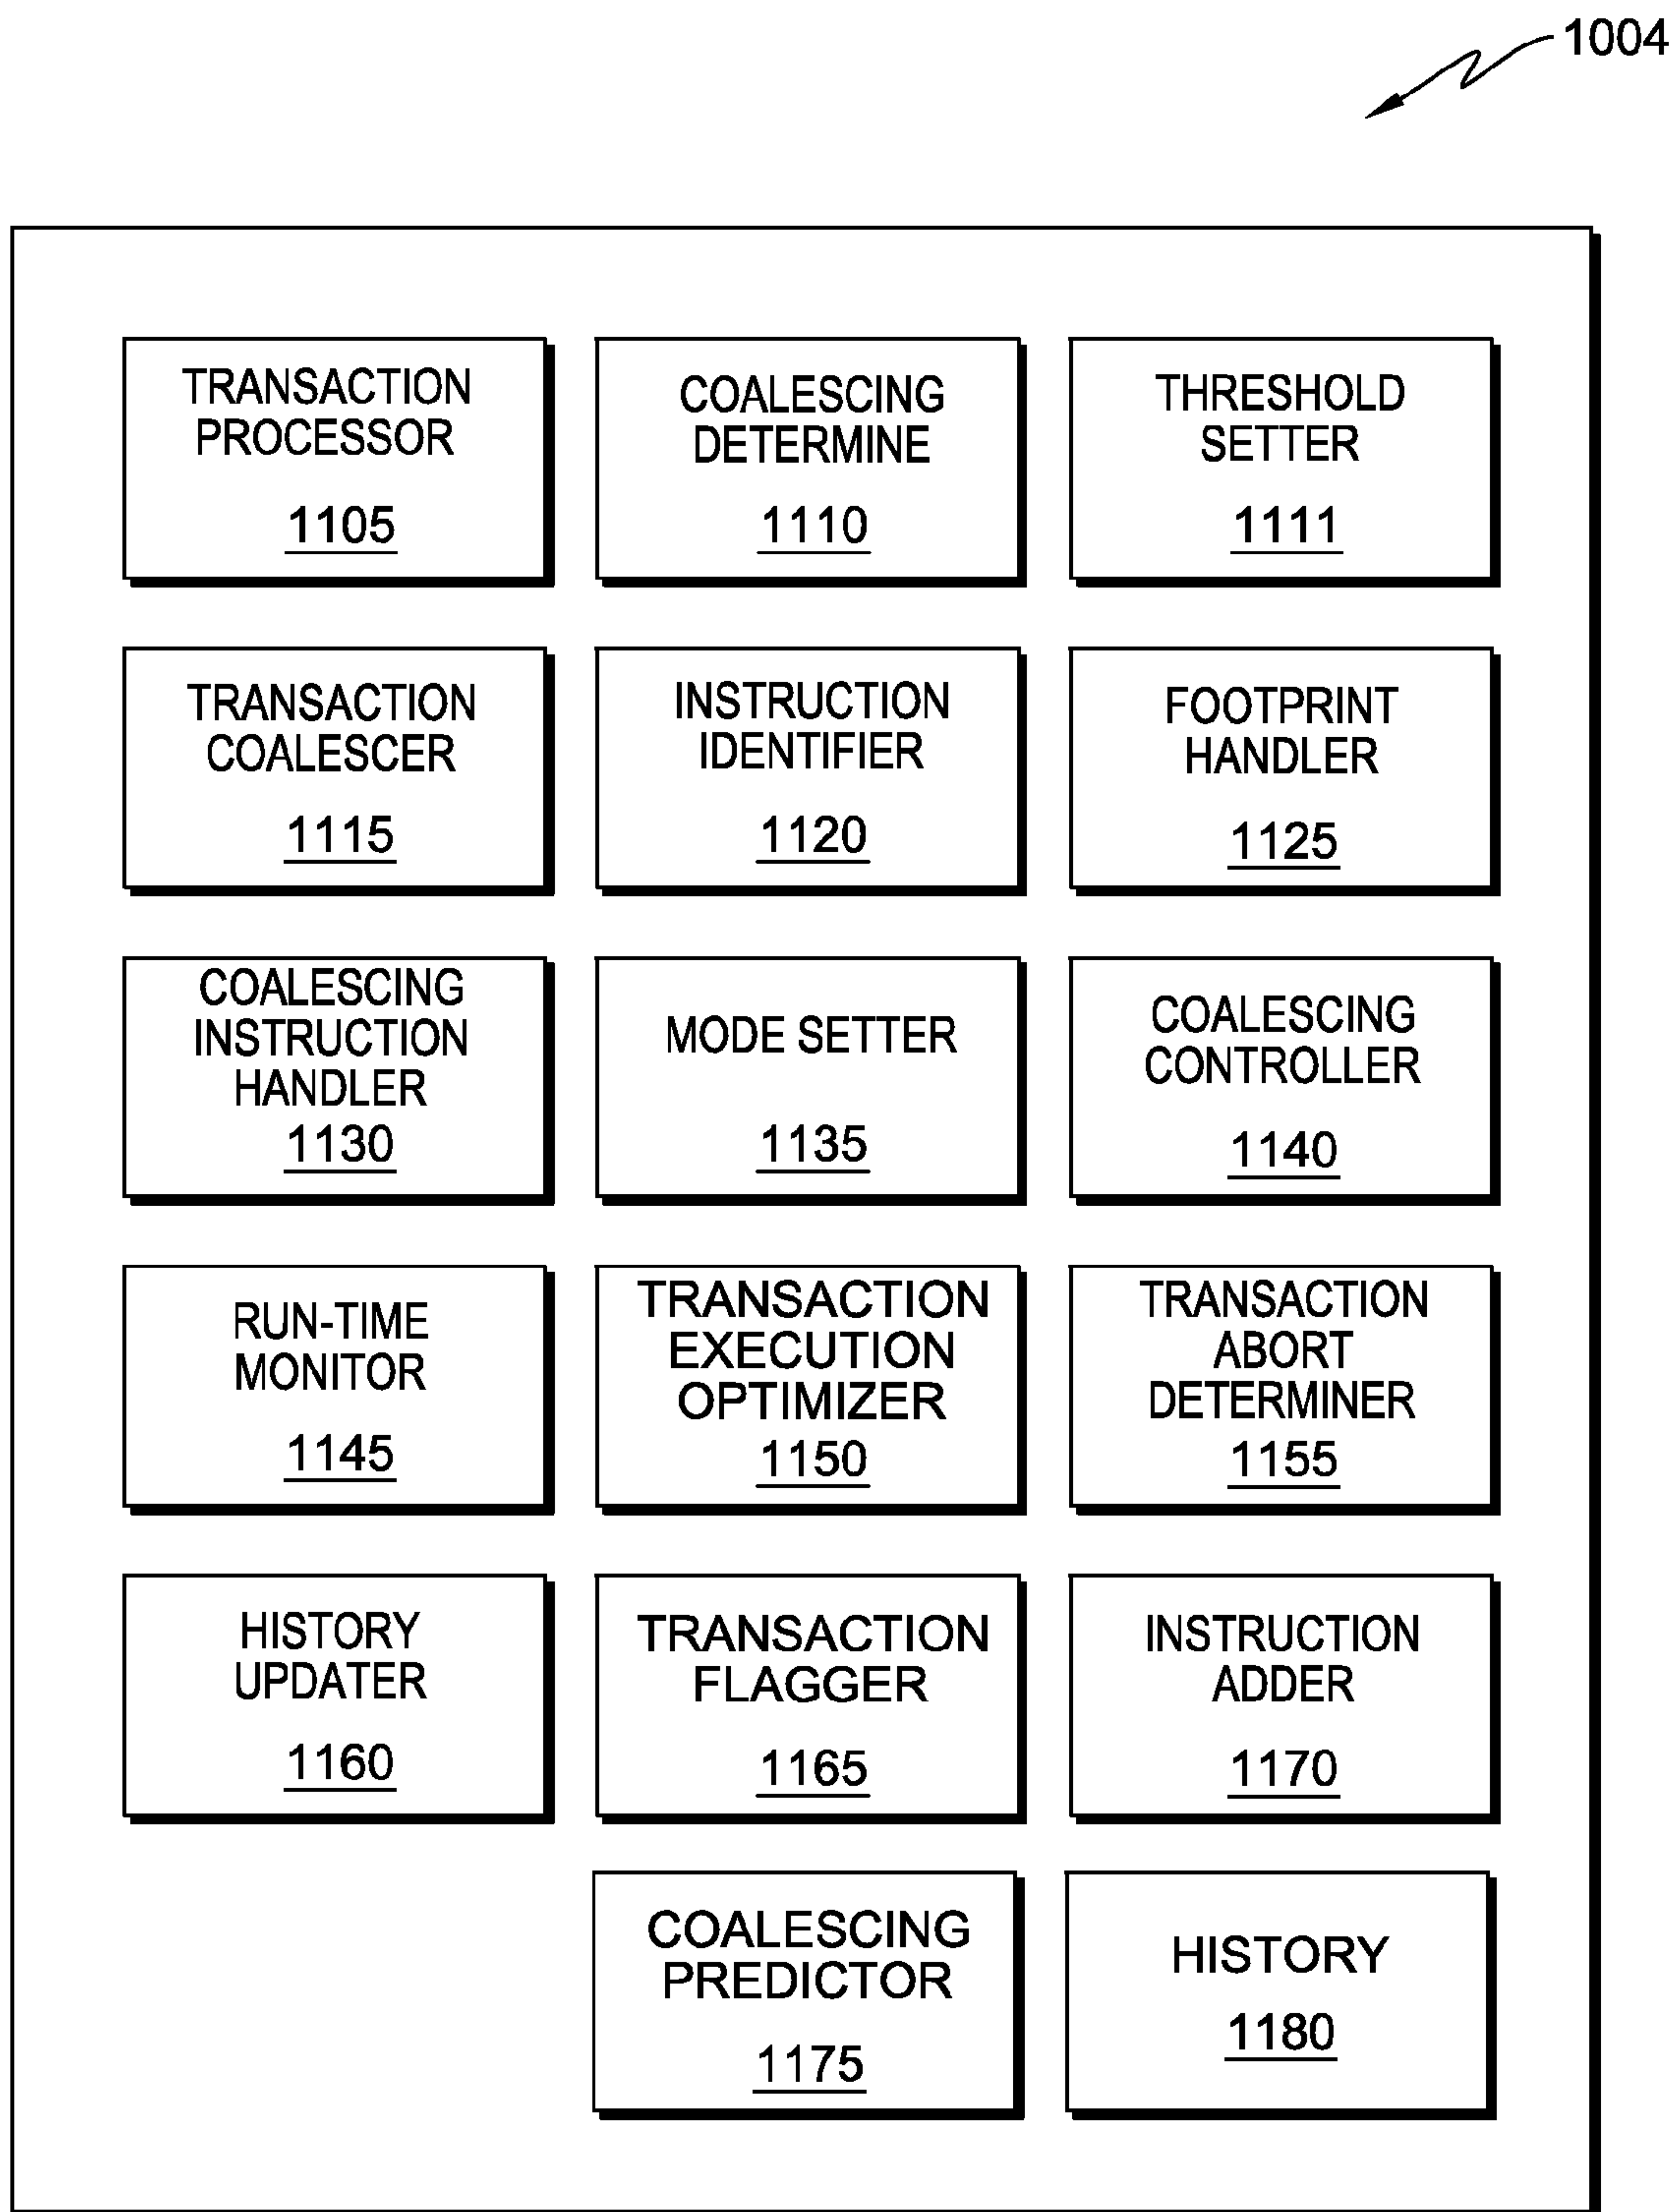 1004
TRANSACTION
PROCESSOR
1105
COALESCING
DETERMINE
1110
THRESHOLD
SETTER
1111
TRANSACTION
COALESCER
1115
INSTRUCTION
IDENTIFIER
1120
FOOTPRINT
HANDLER
1125
COALESCING
INSTRUCTION
HANDLER
1130
MODE SETTER
1135
COALESCING
CONTROLLER
1140
RUN-TIME
MONITOR
1145
TRANSACTION
EXECUTION
OPTIMIZER
1150
TRANSACTION
ABORT
DETERMINER
1155
HISTORY
UPDATER
1160
TRANSACTION
FLAGGER
1165
INSTRUCTION
ADDER
1170
COALESCING
PREDICTOR
1175
HISTORY
1180